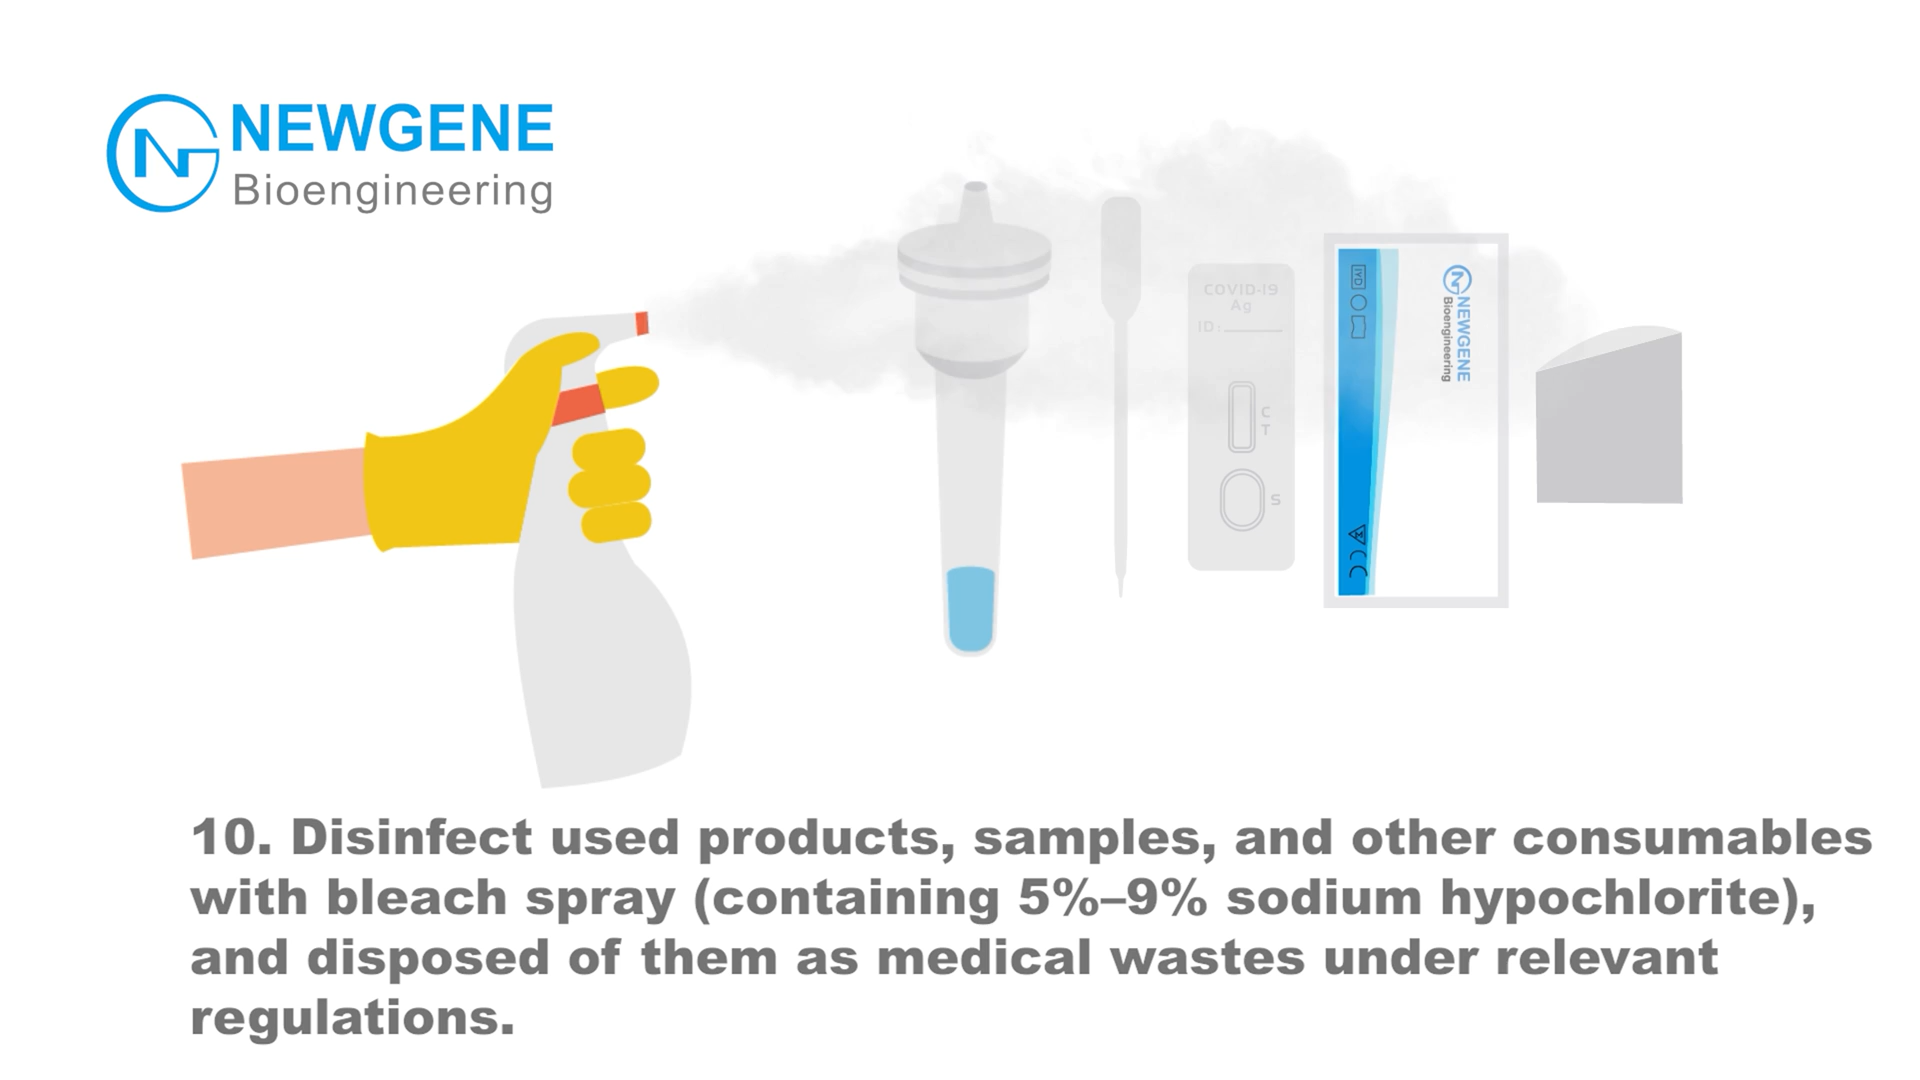 NEWGENE
Bioengineering
COVID-19
Ag
ID:
C
T
S
IVD
NEWGENE
Bioengineering
10. Disinfect used products, samples, and other consumables
with bleach spray (containing 5%–9% sodium hypochlorite),
and disposed of them as medical wastes under relevant
regulations.